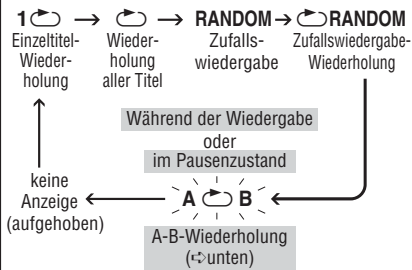 1 → → RANDOM → RANDOM
Einzeltitel-
Wieder-
holung
Wieder-
holung
aller Titel
Zufalls-
wiedergabe
Zufallswiedergabe-
Wiederholung
Während der Wiedergabe
oder
im Pausenzustand
keine
Anzeige
(aufgehoben)
A B
A-B-Wiederholung
(➪unten)